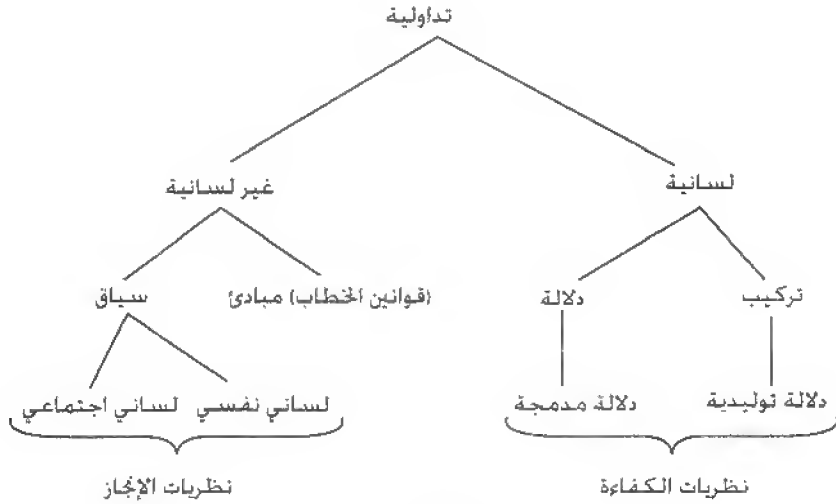 تداولية
لسانية
غير لسانية
تركيب
دلالة
(قوانين الخطاب) مبادئ
سياق
دلالة توليدية
دلالة مدمجة
لساني نفسي
لساني اجتماعي
نظريات الكفاءة
نظريات الإنجاز